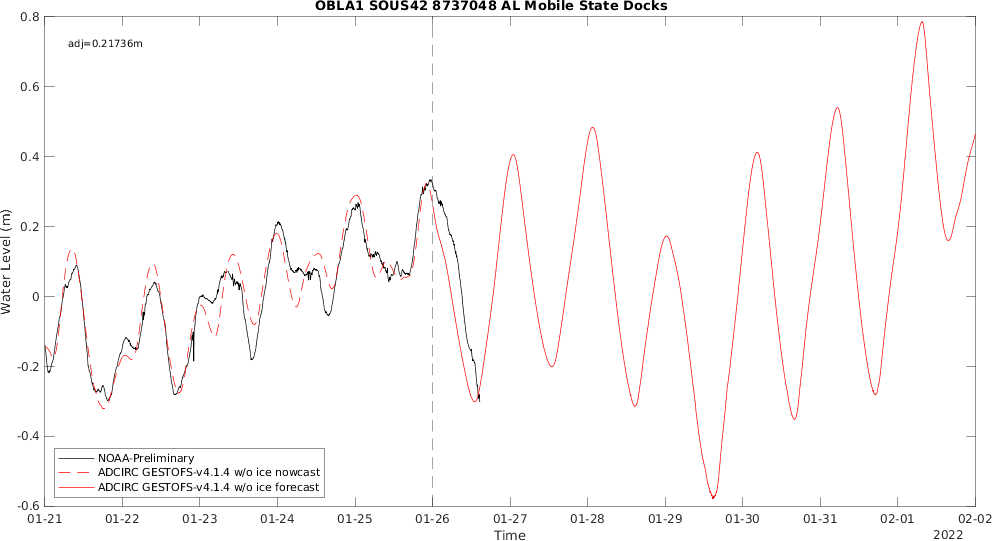 OBLA1 SOUS42 8737048 AL Mobile State Docks
adj=0.21736m
0.8
0.6
0.4
0.2
0
-0.2
-0.4
-0.6
Water Level (m)
NOAA-Preliminary
ADCIRC GESTOFS-v4.1.4 w/o ice nowcast
ADCIRC GESTOFS-v4.1.4 w/o ice forecast
01-21 01-22 01-23 01-24 01-25 01-26 01-27 01-28 01-29 01-30 01-31 02-01 02-02
Time
2022